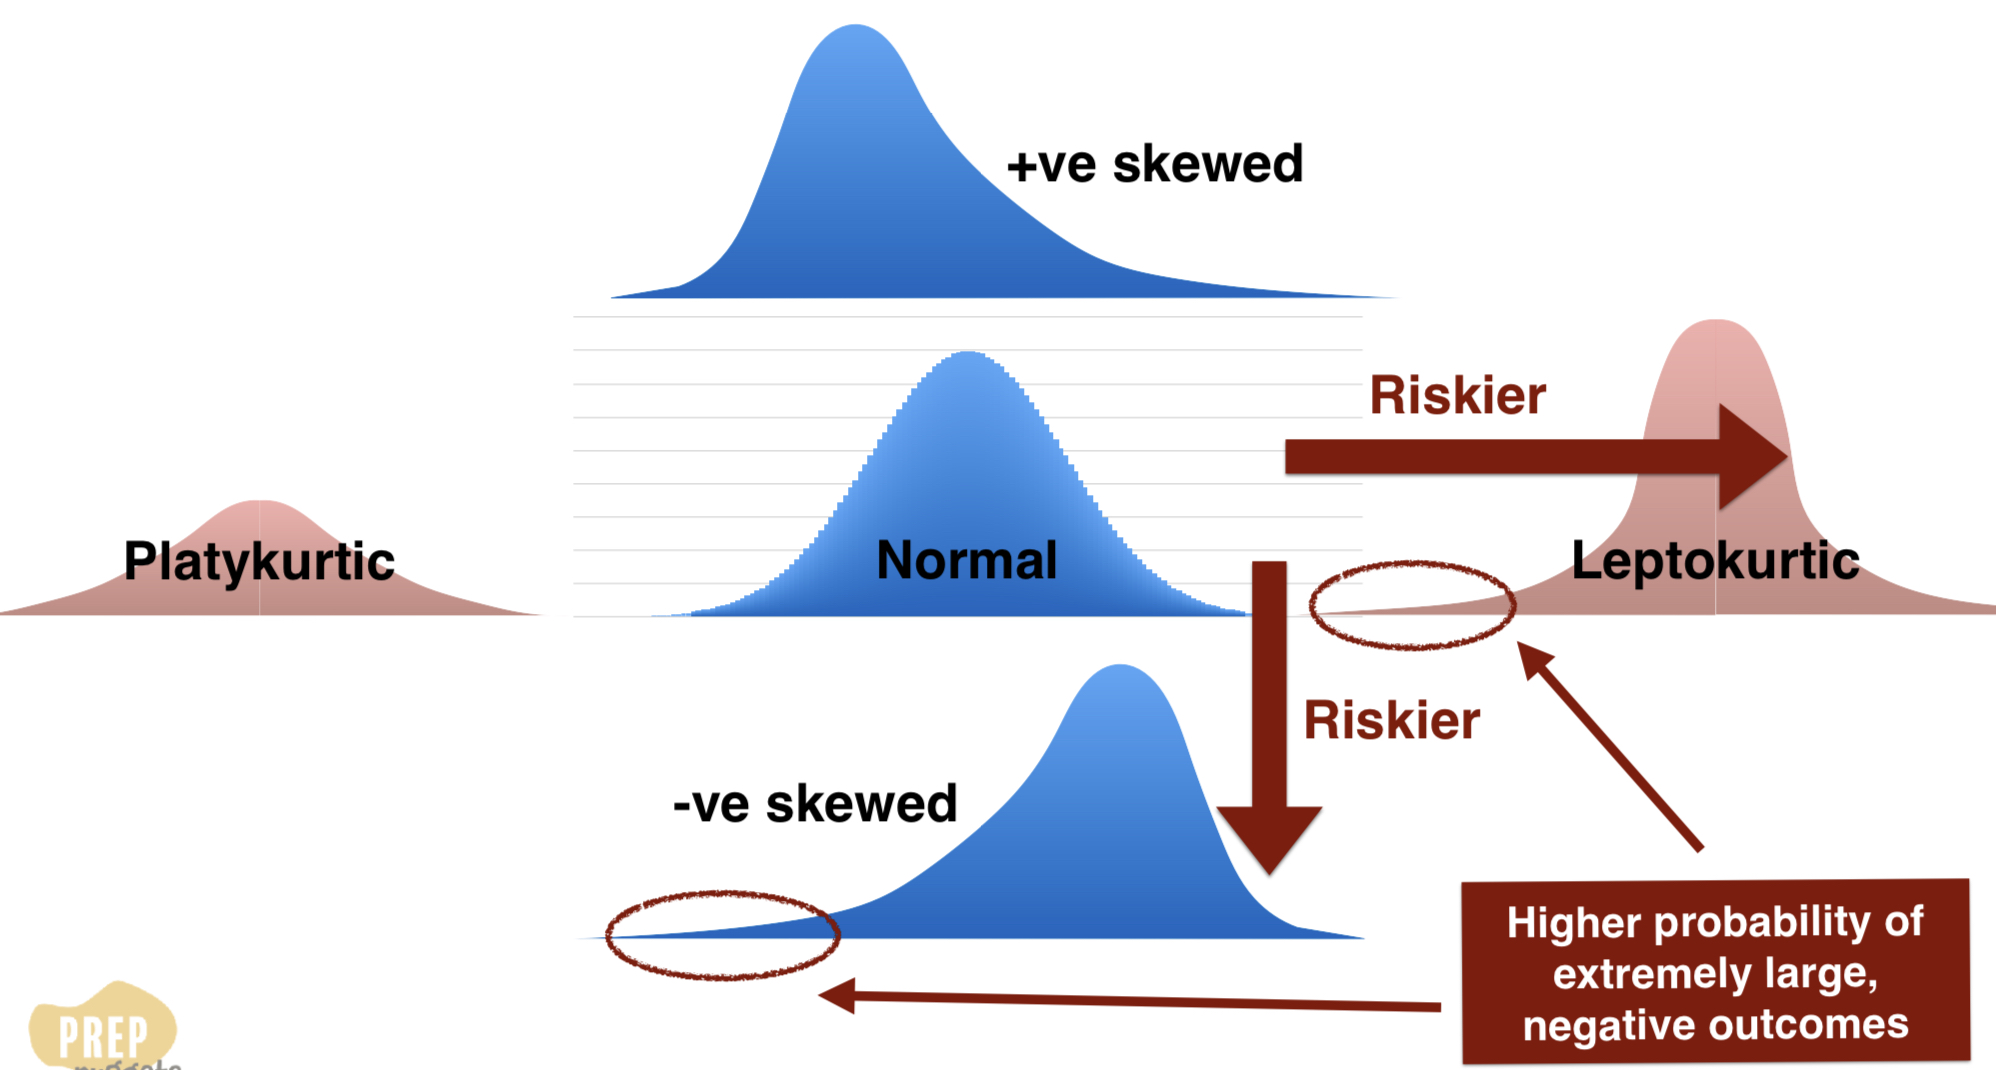 +ve skewed
Riskier
Platykurtic
Normal
Leptokurtic
Riskier
-ve skewed
Higher probability of
extremely large,
negative outcomes
PREP